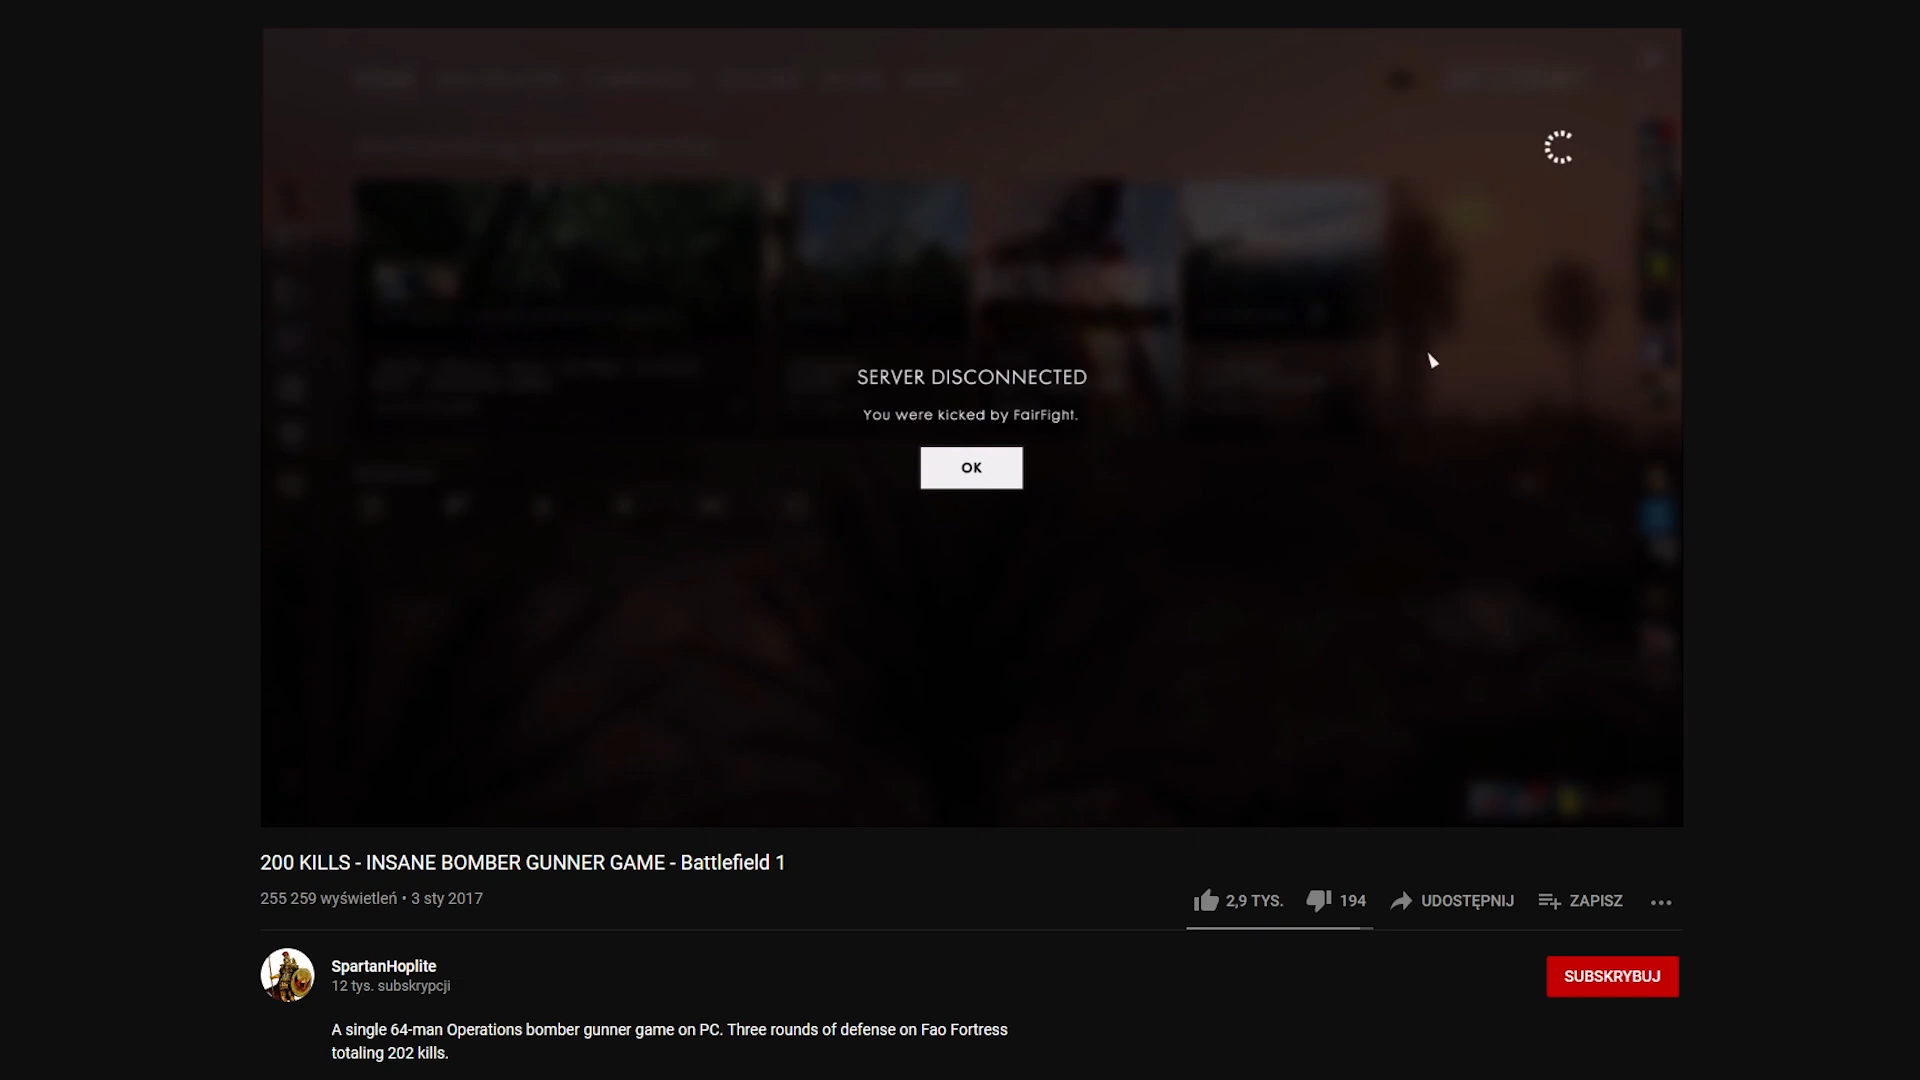 SERVER DISCONNECTED
You were kicked by FairFight.
OK
200 KILLS - INSANE BOMBER GUNNER GAME - Battlefield 1
255 259 wyświetleń • 3 sty 2017
2,9 TYS.
194
UDOSTĘPNIJ
ZAPISZ
SpartanHoplite
12 tys. subskrypcji
SUBSKRYBUJ
A single 64-man Operations bomber gunner game on PC. Three rounds of defense on Fao Fortress
totaling 202 kills.